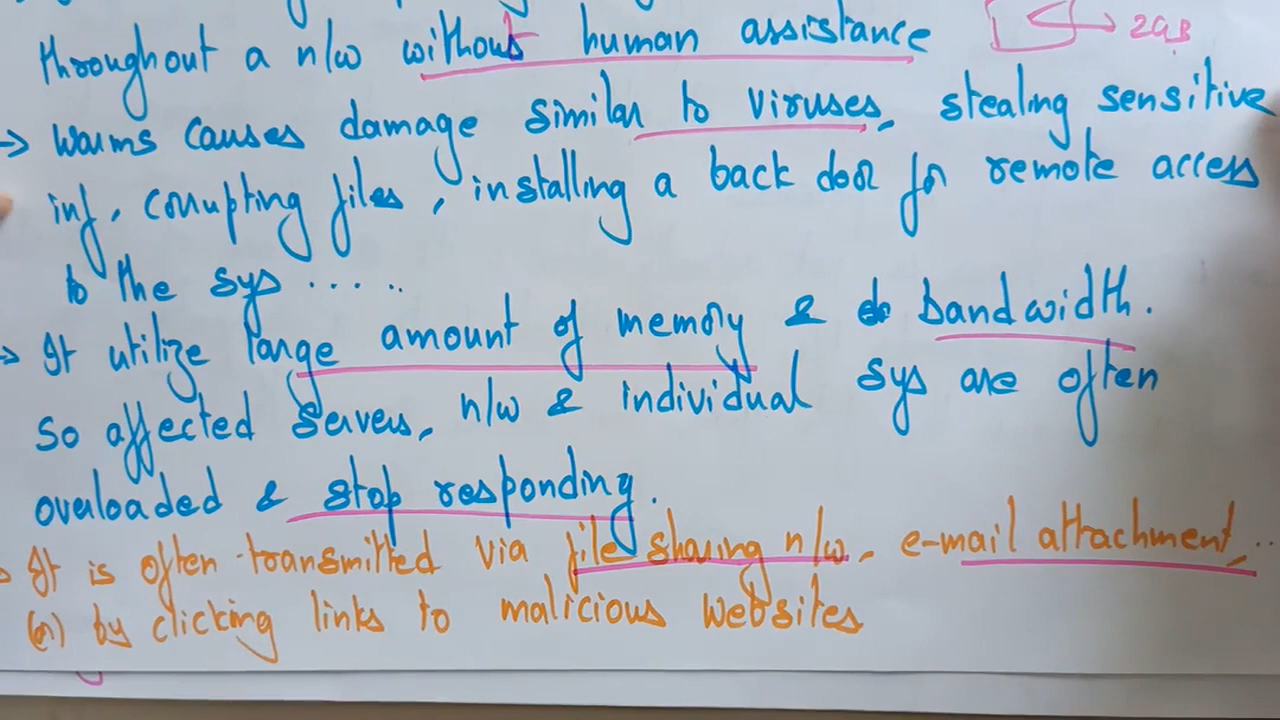 throughout a n/w without human assistance
→ worms causes damage similar to viruses, stealing sensitive
inf, corrupting files, installing a back door for remote access
to the sys .....
→ It utilize large amount of memory & bandwidth.
So affected servers, n/w & individual sys are often
overloaded & stop responding.
→ It is often transmitted via file sharing n/w, e-mail attachment, ..
(or) by clicking links to malicious websites